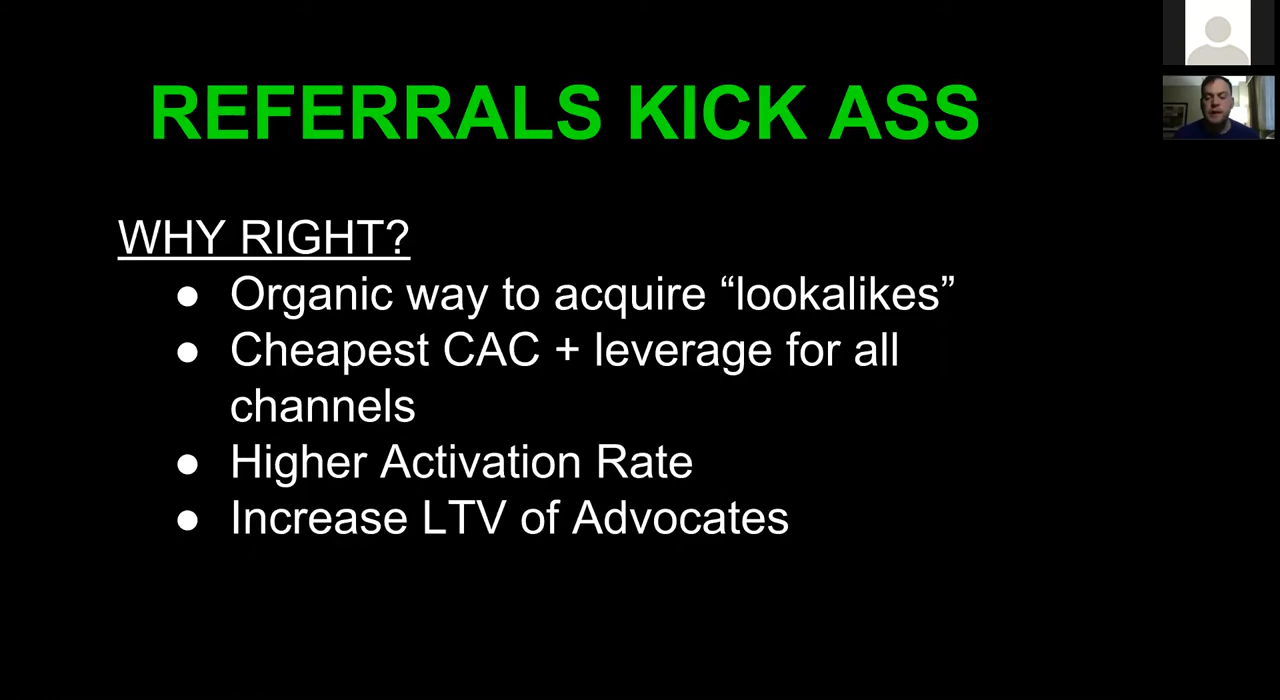 REFERRALS KICK ASS
WHY RIGHT?
● Organic way to acquire “lookalikes”
● Cheapest CAC + leverage for all
channels
● Higher Activation Rate
● Increase LTV of Advocates